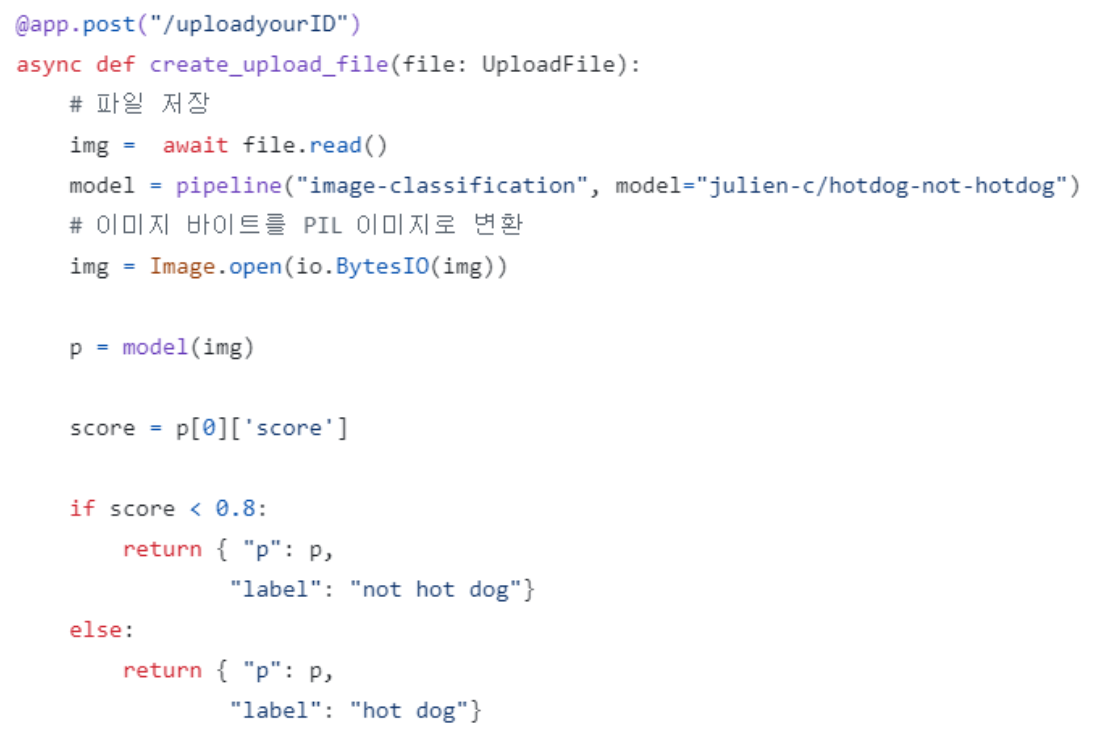 @app.post("/uploadyourID")
async def create_upload_file(file: UploadFile):
    # 파일 저장
    img =  await file.read()
    model = pipeline("image-classification", model="julien-c/hotdog-not-hotdog")
    # 이미지 바이트를 PIL 이미지로 변환
    img = Image.open(io.BytesIO(img))
    p = model(img)
    score = p[0]['score']
    if score < 0.8:
        return { "p": p,
                "label": "not hot dog"}
    else:
        return { "p": p,
                "label": "hot dog"}